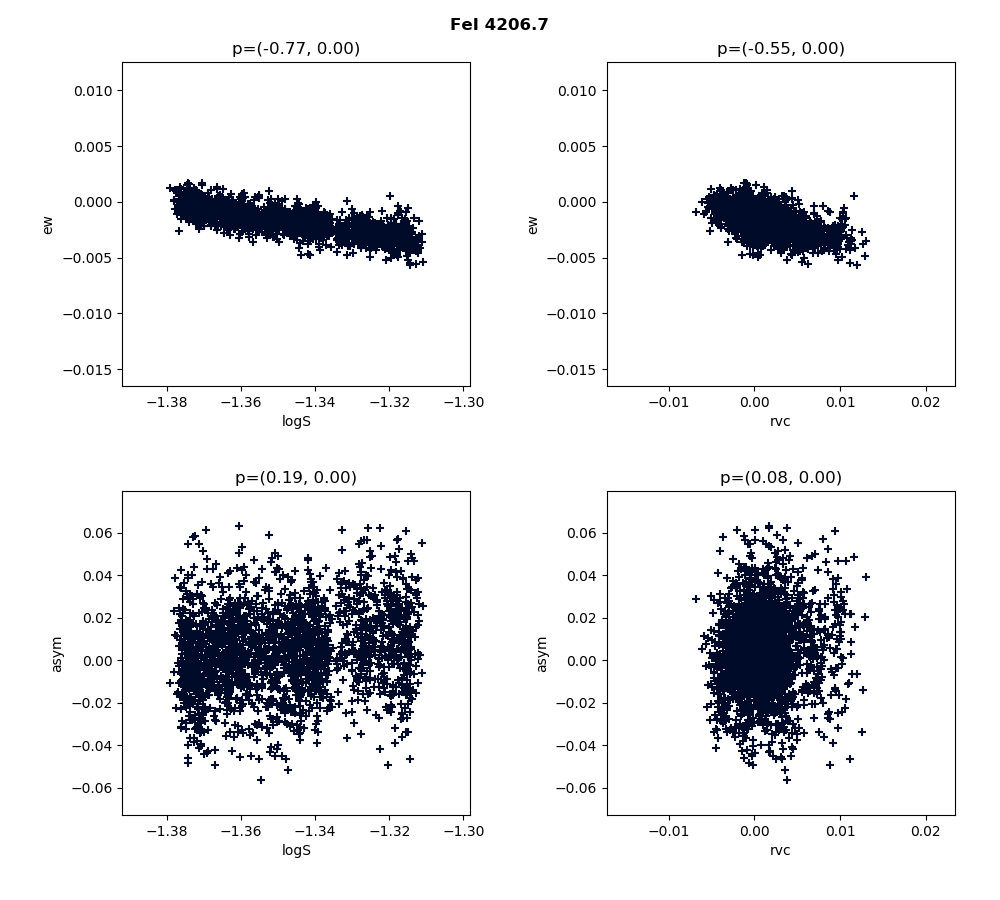 FeI 4206.7
p=(-0.77, 0.00)
p=(-0.55, 0.00)
0.010
0.005
0.000
−0.005
−0.010
−0.015
ew
−1.38 −1.36 −1.34 −1.32 −1.30
logS
0.010
0.005
0.000
−0.005
−0.010
−0.015
ew
−0.01 0.00 0.01 0.02
rvc
p=(0.19, 0.00)
p=(0.08, 0.00)
0.06
0.04
0.02
0.00
−0.02
−0.04
−0.06
asym
−1.38 −1.36 −1.34 −1.32 −1.30
logS
0.06
0.04
0.02
0.00
−0.02
−0.04
−0.06
asym
−0.01 0.00 0.01 0.02
rvc